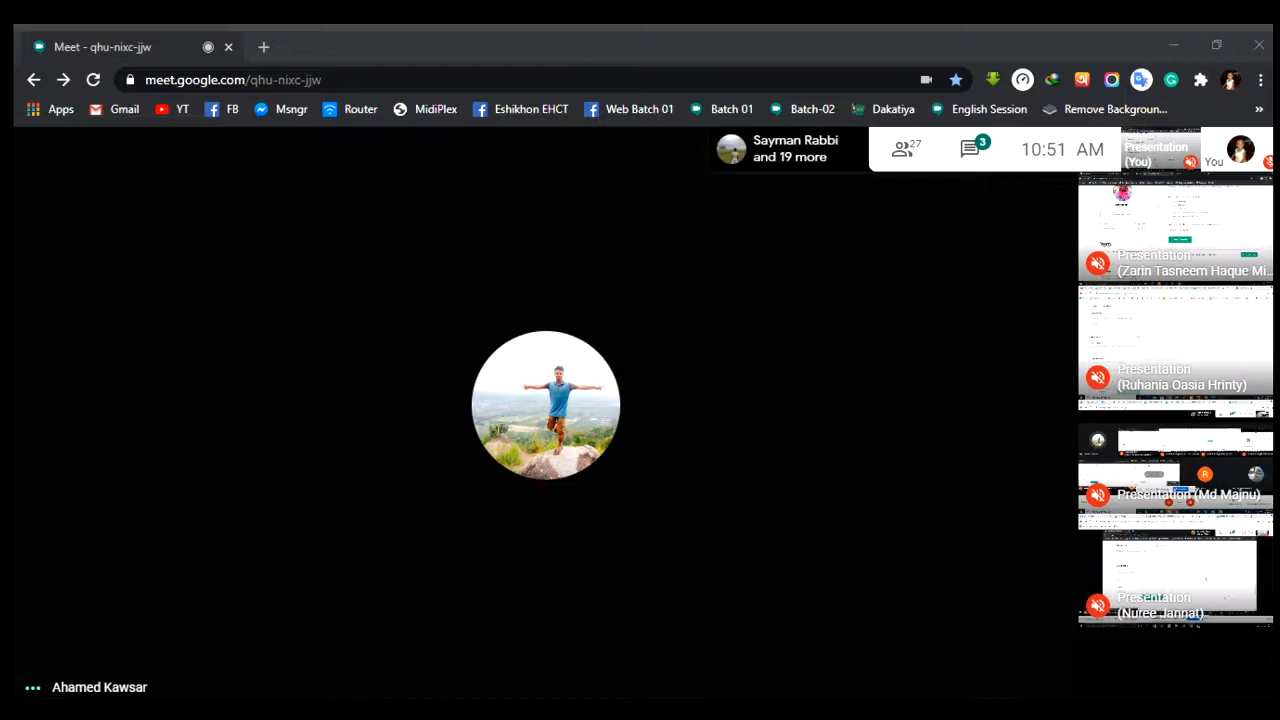 Meet - qhu-nixc-jjw
meet.google.com/qhu-nixc-jjw
Apps Gmail YT FB Msngr Router MidiPlex Eshikhon EHCT Web Batch 01 Batch 01 Batch-02 Dakatiya English Session Remove Backgroun... »
Sayman Rabbi
and 19 more
27
3
10:51 AM
Presentation
(You)
You
Presentation
(Zarin Tasneem Haque Mi...
Presentation
(Ruhania Oasia Hrinty)
R
Presentation (Md Majnu)
Presentation
(Nuree Jannat)
Ahamed Kawsar